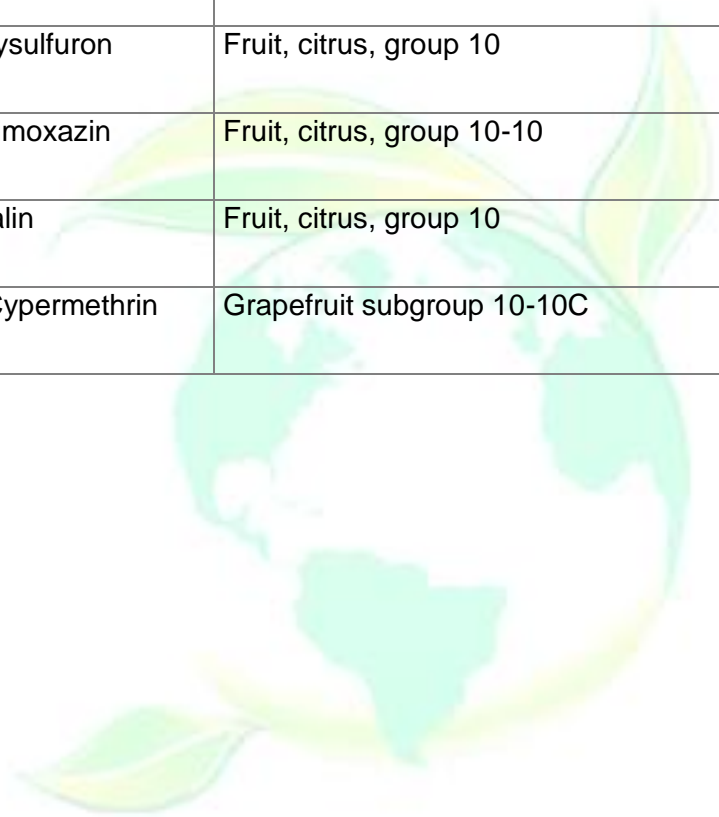 ysulfuron Fruit, citrus, group 10
moxazin Fruit, citrus, group 10-10
alin Fruit, citrus, group 10
Cypermethrin Grapefruit subgroup 10-10C